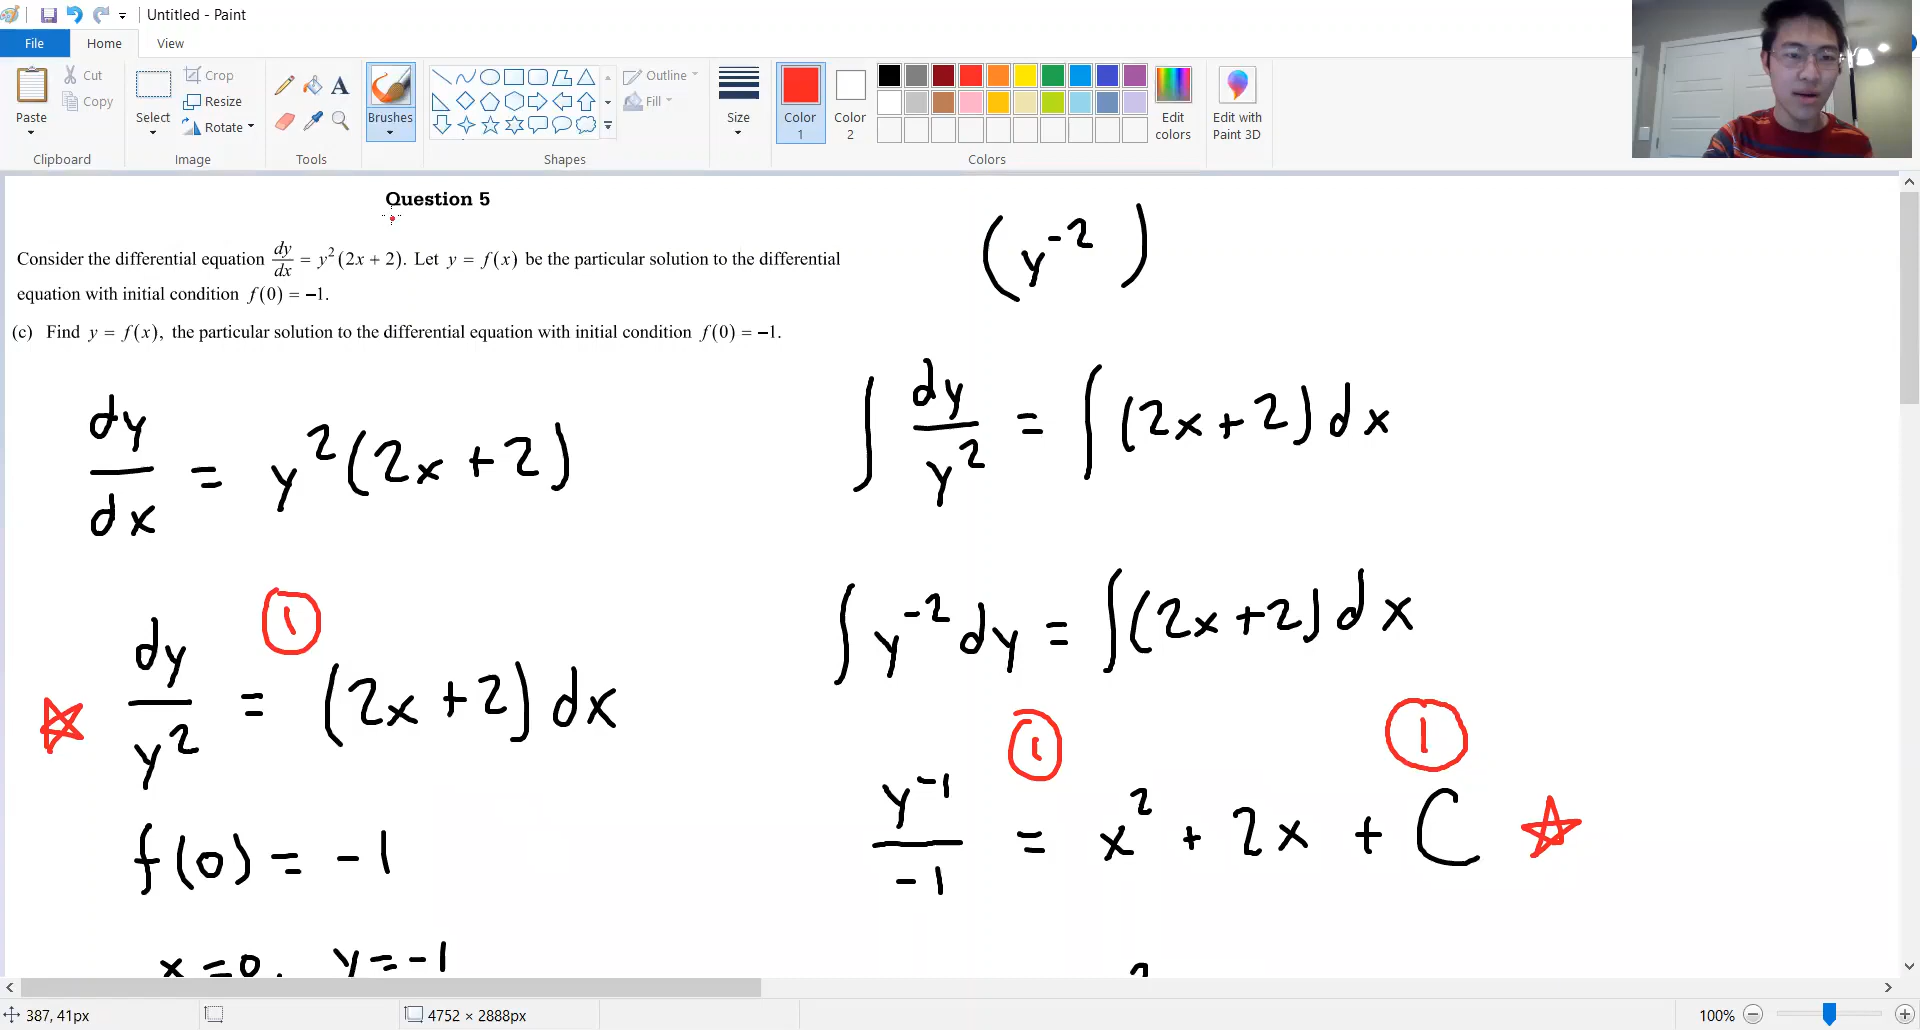 Untitled - Paint
File Home View
Paste
Cut
Copy
Clipboard
Select
Crop
Resize
Rotate
Image
A
Tools
Brushes
Outline
Fill
Shapes
Size
Color 1
Color 2
Edit colors
Edit with Paint 3D
Colors
Question 5
Consider the differential equation dy/dx = y²(2x + 2). Let y = f(x) be the particular solution to the differential
equation with initial condition f(0) = −1.
(c) Find y = f(x), the particular solution to the differential equation with initial condition f(0) = −1.
dy/dx = y²(2x + 2)
①
dy/y² = (2x + 2) dx
f(0) = −1
x = 0, y = −1
(y⁻²)
∫ dy/y² = ∫ (2x + 2) dx
∫ y⁻² dy = ∫ (2x + 2) dx
① ①
y⁻¹/−1 = x² + 2x + C
2
387, 41px
4752 × 2888px
100%